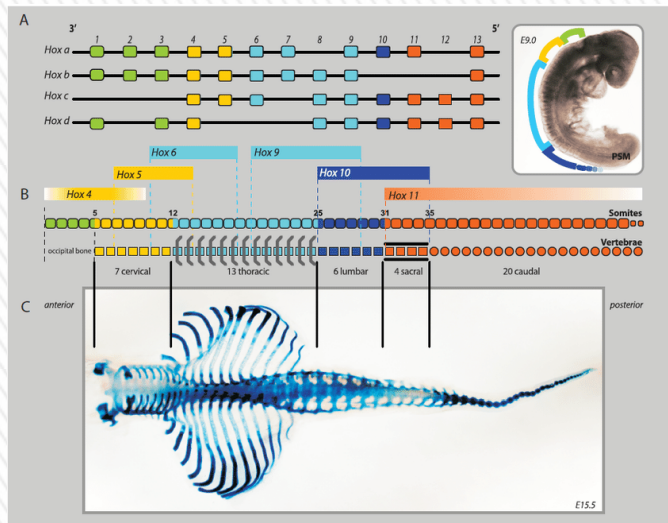 A
3' 5'
1 2 3 4 5 6 7 8 9 10 11 12 13
Hox a
Hox b
Hox c
Hox d
E9.0
PSM
Hox 6 Hox 9
Hox 5 Hox 10
B Hox 4 Hox 11
5 12 25 31 35 Somites
Vertebrae
occipital bone
7 cervical 13 thoracic 6 lumbar 4 sacral 20 caudal
C anterior posterior
E15.5